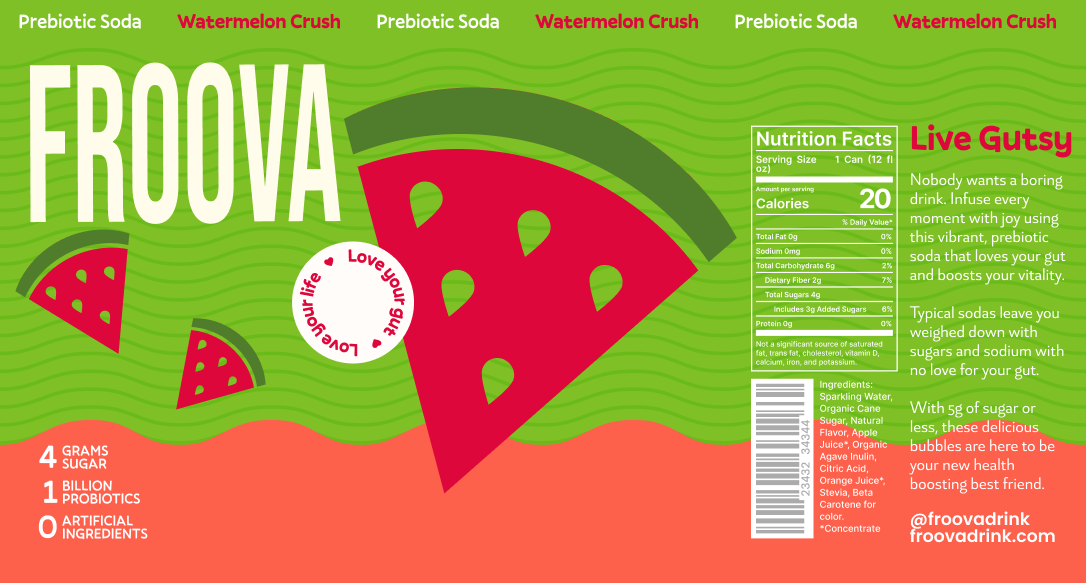 Prebiotic Soda Watermelon Crush Prebiotic Soda Watermelon Crush Prebiotic Soda Watermelon Crush
FROOVA
Love your gut
Love your life
4 GRAMS
SUGAR
1 BILLION
PROBIOTICS
0 ARTIFICIAL
INGREDIENTS
Nutrition Facts
Serving Size 1 Can (12 fl
oz)
Amount per serving
Calories 20
% Daily Value*
Total Fat 0g 0%
Sodium 0mg 0%
Total Carbohydrate 6g 2%
Dietary Fiber 2g 7%
Total Sugars 4g
Includes 3g Added Sugars 6%
Protein 0g 0%
Not a significant source of saturated
fat, trans fat, cholesterol, vitamin D,
calcium, iron, and potassium.
23432 34344
Ingredients:
Sparkling Water,
Organic Cane
Sugar, Natural
Flavor, Apple
Juice*, Organic
Agave Inulin,
Citric Acid,
Orange Juice*,
Stevia, Beta
Carotene for
color.
*Concentrate
Live Gutsy
Nobody wants a boring
drink. Infuse every
moment with joy using
this vibrant, prebiotic
soda that loves your gut
and boosts your vitality.
Typical sodas leave you
weighed down with
sugars and sodium with
no love for your gut.
With 5g of sugar or
less, these delicious
bubbles are here to be
your new health
boosting best friend.
@froovadrink
froovadrink.com